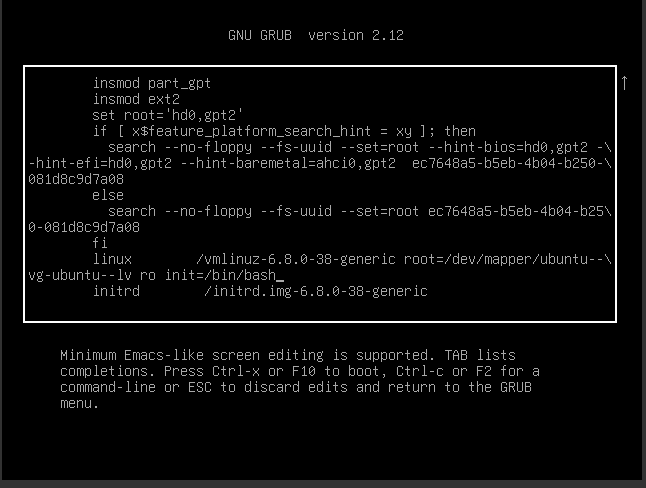 GNU GRUB  version 2.12
↑
insmod part_gpt
insmod ext2
set root='hd0,gpt2'
if [ x$feature_platform_search_hint = xy ]; then
search --no-floppy --fs-uuid --set=root --hint-bios=hd0,gpt2 -\
-hint-efi=hd0,gpt2 --hint-baremetal=ahci0,gpt2  ec7648a5-b5eb-4b04-b250-\
081d8c9d7a08
else
search --no-floppy --fs-uuid --set=root ec7648a5-b5eb-4b04-b25\
0-081d8c9d7a08
fi
linux        /vmlinuz-6.8.0-38-generic root=/dev/mapper/ubuntu--\
vg-ubuntu--lv ro init=/bin/bash_
initrd        /initrd.img-6.8.0-38-generic
Minimum Emacs-like screen editing is supported. TAB lists
completions. Press Ctrl-x or F10 to boot, Ctrl-c or F2 for a
command-line or ESC to discard edits and return to the GRUB
menu.